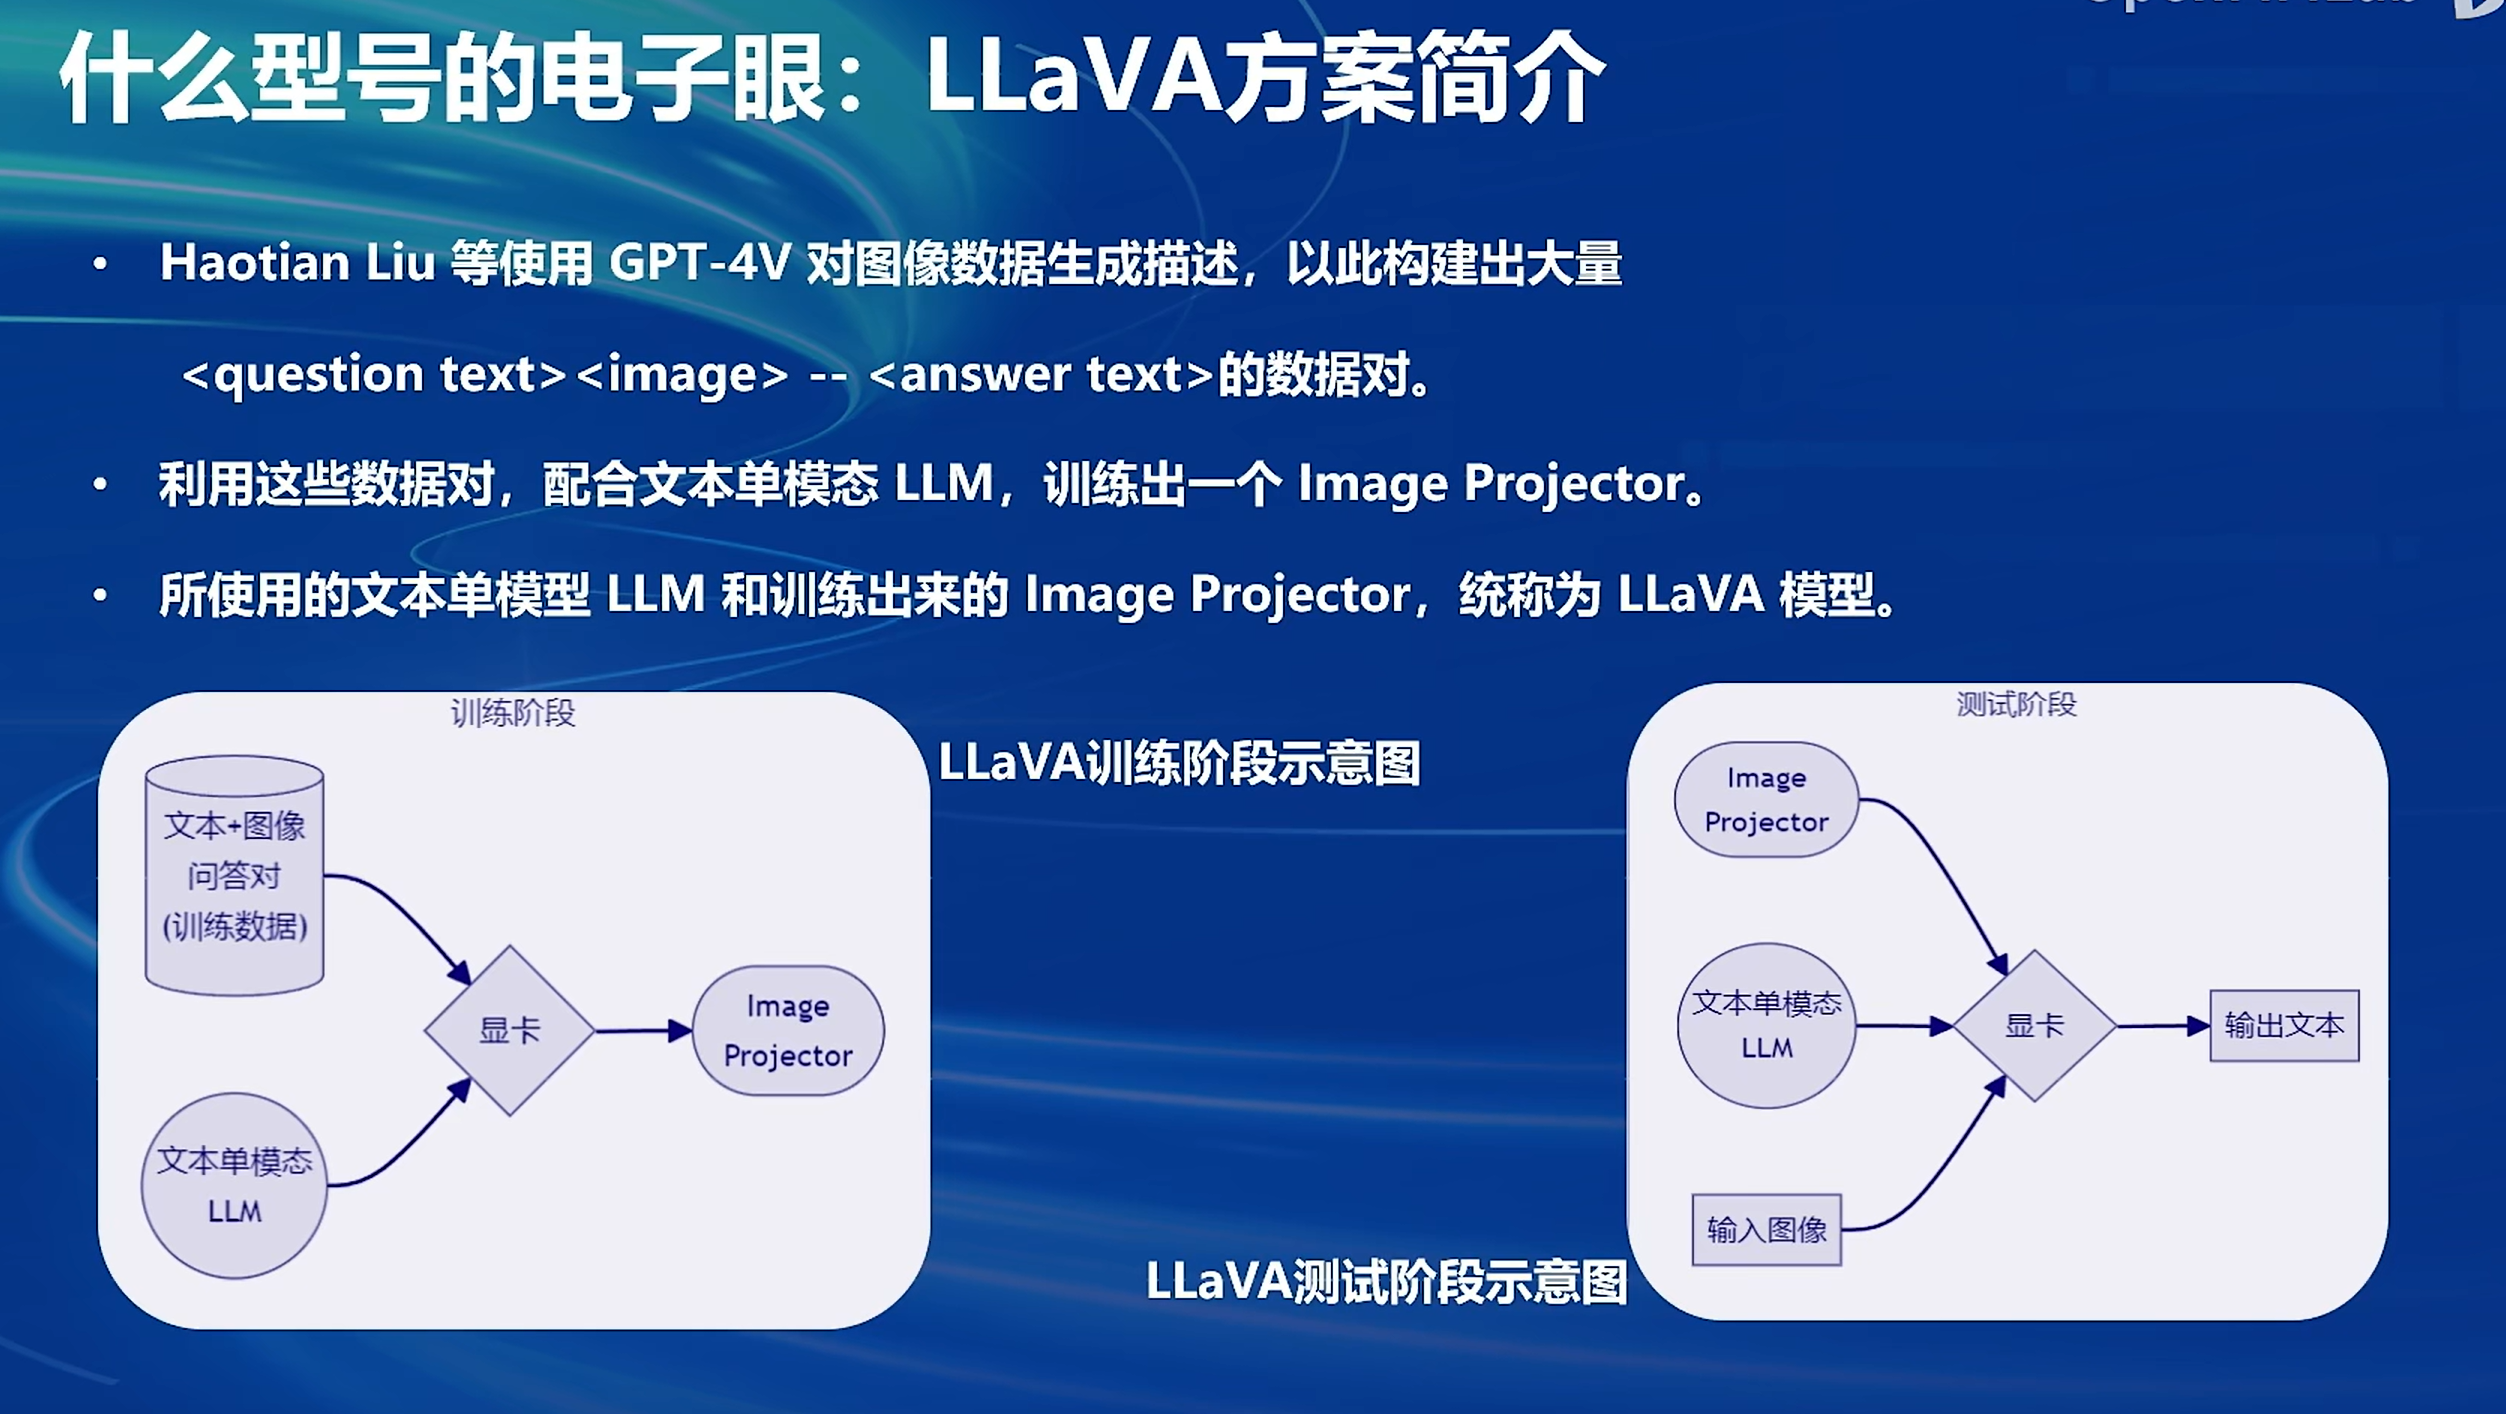 什么型号的电子眼：LLaVA方案简介
• Haotian Liu 等使用 GPT-4V 对图像数据生成描述，以此构建出大量
<question text><image> -- <answer text>的数据对。
• 利用这些数据对，配合文本单模态 LLM，训练出一个 Image Projector。
• 所使用的文本单模型 LLM 和训练出来的 Image Projector，统称为 LLaVA 模型。
训练阶段
文本+图像
问答对
(训练数据)
文本单模态
LLM
显卡
Image
Projector
LLaVA训练阶段示意图
LLaVA测试阶段示意图
测试阶段
Image
Projector
文本单模态
LLM
输入图像
显卡
输出文本